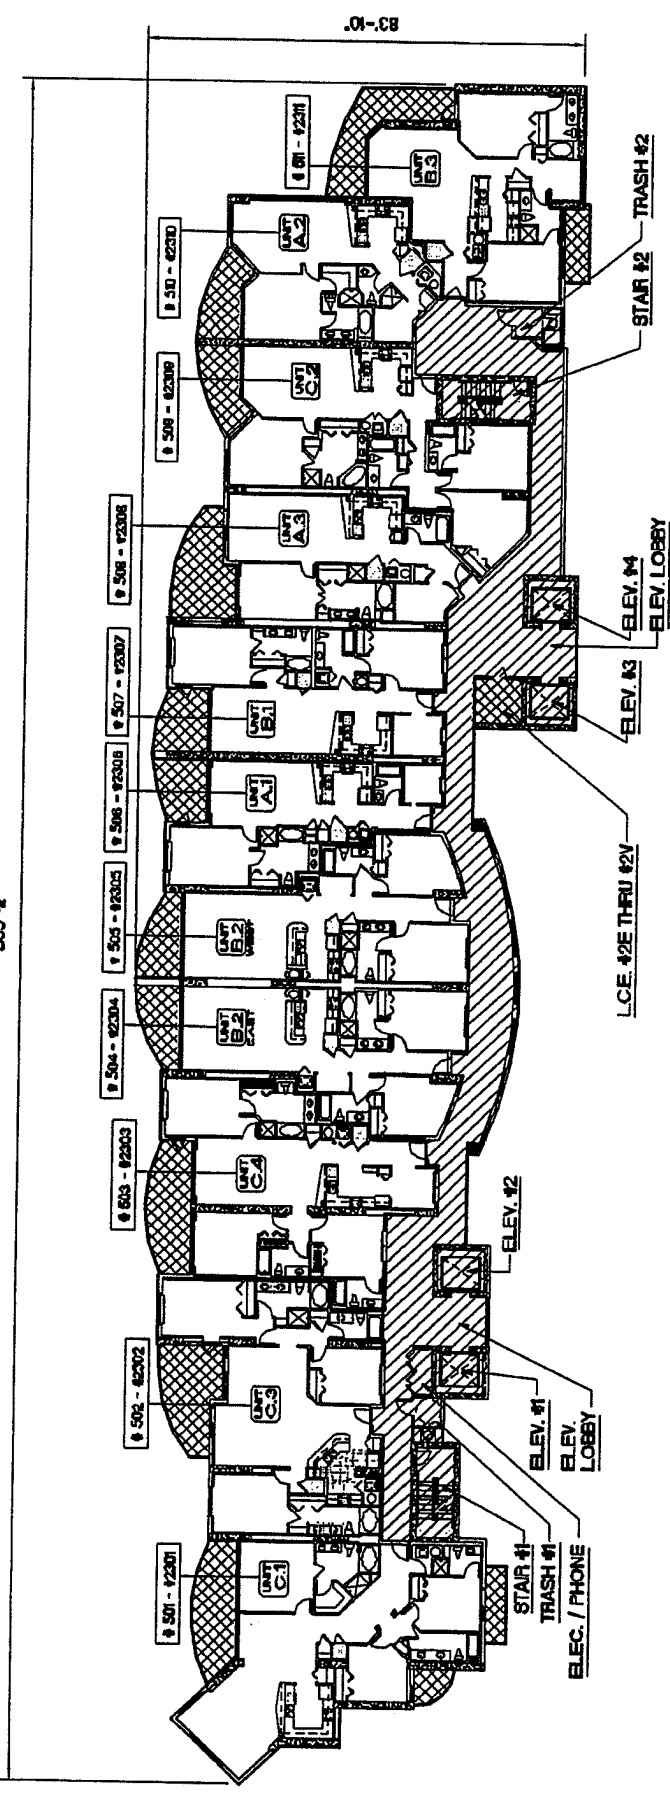 83'-10"
# 511 - #2311
UNIT
B.3
TRASH #2
# 510 - #2310
UNIT
A.2
STAIR #2
# 509 - #2309
UNIT
C.2
# 508 - #2308
UNIT
A.3
ELEV. #4
ELEV. LOBBY
# 507 - #2307
UNIT
B.1
ELEV. #3
# 506 - #2306
UNIT
A.1
L.C.E. #2E THRU #2V
# 505 - #2305
UNIT
B.2
WEST
# 504 - #2304
UNIT
B.2
EAST
# 503 - #2303
UNIT
C.4
ELEV. #2
# 502 - #2302
UNIT
C.3
ELEV. #1
ELEV.
LOBBY
# 501 - #2301
UNIT
C.1
STAIR #1
TRASH #1
ELEC. / PHONE